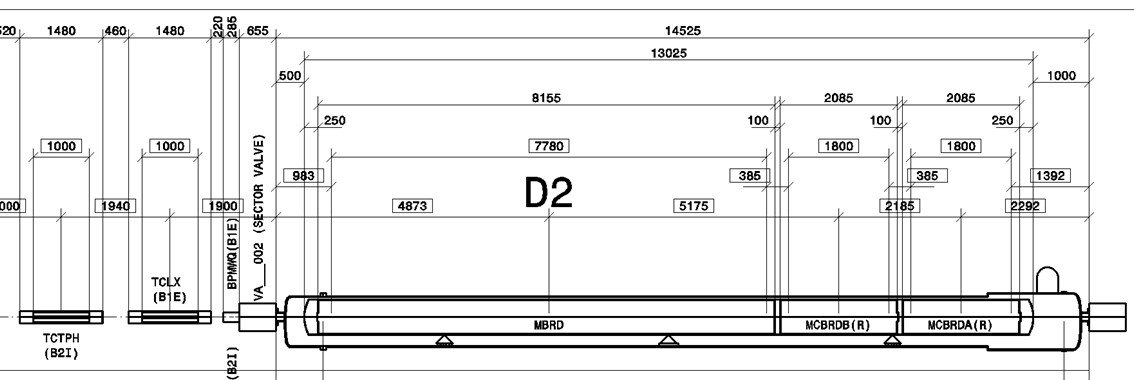 520 1480 460 1480 220 285 655 14525
13025
500 1000
8155 2085 2085
250 100 100 250
1000 1000 7780 1800 1800
983 385 385 1392
D2
000 1940 1900 4873 5175 2185 2292
BPMWQ(B1E)
VA__002 (SECTOR VALVE)
TCLX
(B1E)
MBRD MCBRDB(R) MCBRDA(R)
TCTPH
(B2I)
(B2I)